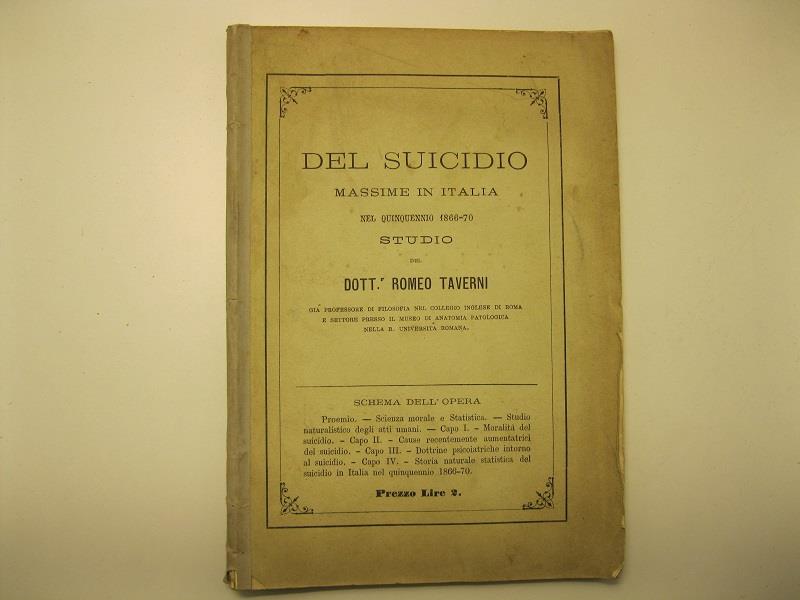 DEL SUICIDIO
MASSIME IN ITALIA
NEL QUINQUENNIO 1866-70
STUDIO
DEL
DOTT.r ROMEO TAVERNI
GIÀ PROFESSORE DI FILOSOFIA NEL COLLEGIO INGLESE DI ROMA
E SETTORE PRESSO IL MUSEO DI ANATOMIA PATOLOGICA
NELLA R. UNIVERSITÀ ROMANA.
SCHEMA DELL'OPERA
Proemio. — Scienza morale e Statistica. — Studio
naturalistico degli atti umani. — Capo I. - Moralità del
suicidio. - Capo II. - Cause recentemente aumentatrici
del suicidio. - Capo III. - Dottrine psicoiatriche intorno
al suicidio. - Capo IV. - Storia naturale statistica del
suicidio in Italia nel quinquennio 1866-70.
Prezzo Lire 2.